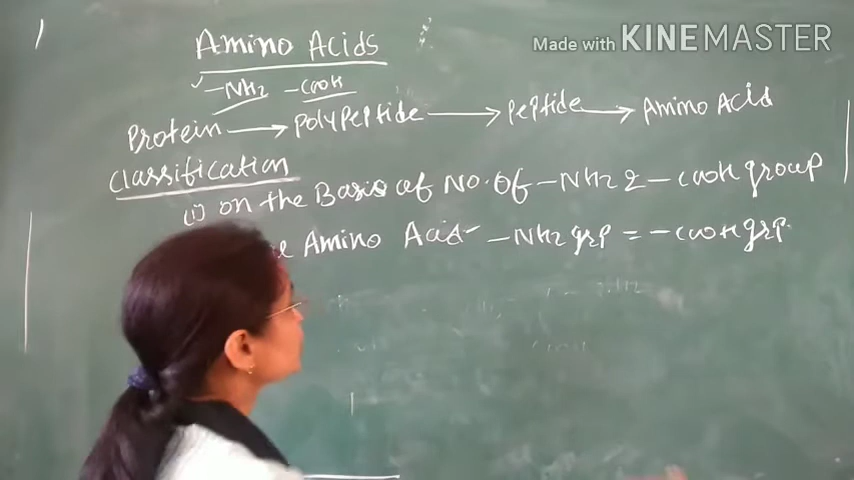 Made with KINEMASTER
Amino Acids
-NH2 -COOH
Protein → Polypeptide → Peptide → Amino Acid
Classification
(i) on the Basis of No. Of -NH2 & -COOH group
Amino Acid - -NH2 grp = -COOH grp.